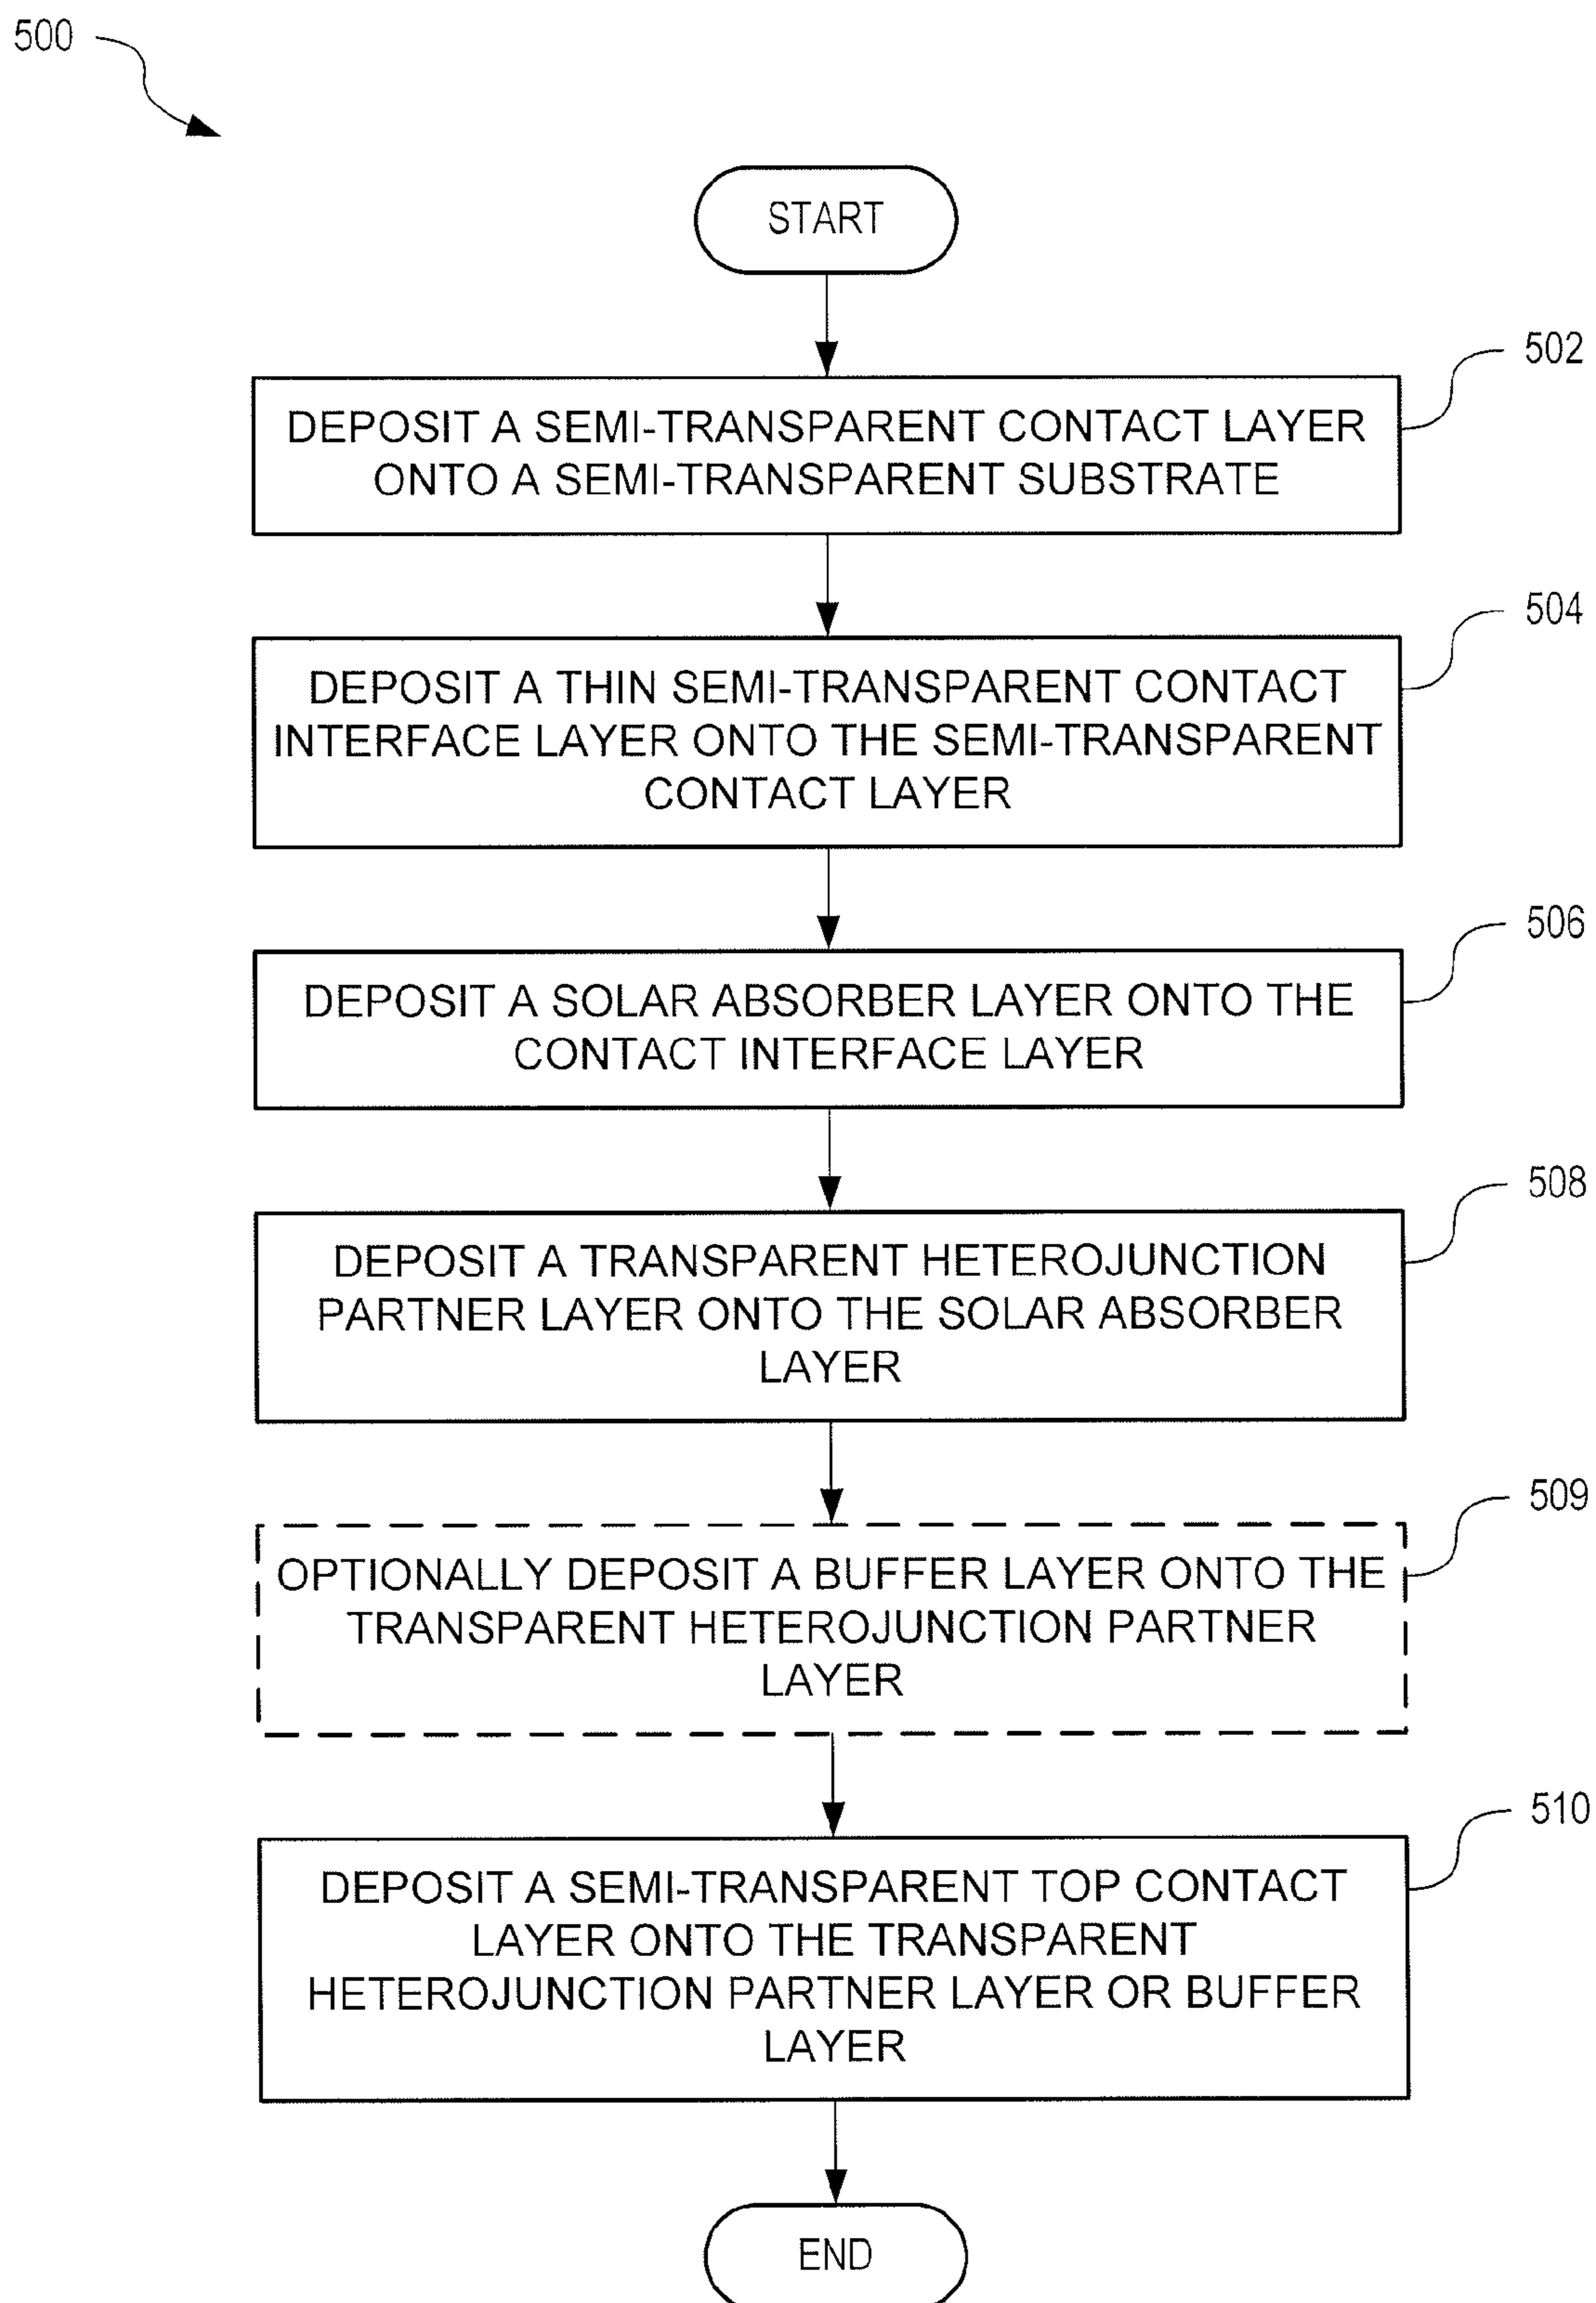 500
START
502
DEPOSIT A SEMI-TRANSPARENT CONTACT LAYER
ONTO A SEMI-TRANSPARENT SUBSTRATE
504
DEPOSIT A THIN SEMI-TRANSPARENT CONTACT
INTERFACE LAYER ONTO THE SEMI-TRANSPARENT
CONTACT LAYER
506
DEPOSIT A SOLAR ABSORBER LAYER ONTO THE
CONTACT INTERFACE LAYER
508
DEPOSIT A TRANSPARENT HETEROJUNCTION
PARTNER LAYER ONTO THE SOLAR ABSORBER
LAYER
509
OPTIONALLY DEPOSIT A BUFFER LAYER ONTO THE
TRANSPARENT HETEROJUNCTION PARTNER
LAYER
510
DEPOSIT A SEMI-TRANSPARENT TOP CONTACT
LAYER ONTO THE TRANSPARENT
HETEROJUNCTION PARTNER LAYER OR BUFFER
LAYER
END